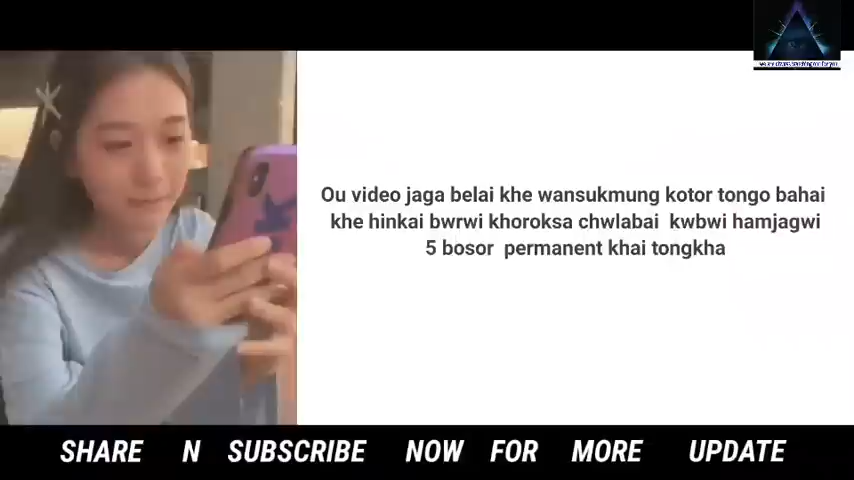 Ou video jaga belai khe wansukmung kotor tongo bahai
khe hinkai bwrwi khoroksa chwlabai kwbwi hamjagwi
5 bosor permanent khai tongkha
SHARE N SUBSCRIBE NOW FOR MORE UPDATE